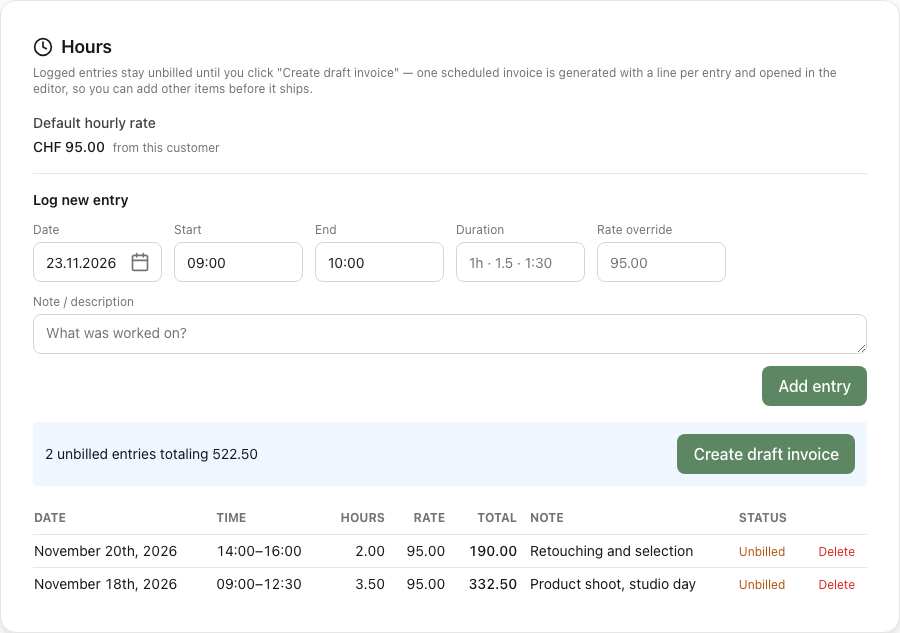 Hours
Logged entries stay unbilled until you click "Create draft invoice" — one scheduled invoice is generated with a line per entry and opened in the
editor, so you can add other items before it ships.
Default hourly rate
CHF 95.00 from this customer
Log new entry
Date Start End Duration Rate override
23.11.2026 09:00 10:00 1h · 1.5 · 1:30 95.00
Note / description
What was worked on?
Add entry
2 unbilled entries totaling 522.50 Create draft invoice
DATE TIME HOURS RATE TOTAL NOTE STATUS
November 20th, 2026 14:00–16:00 2.00 95.00 190.00 Retouching and selection Unbilled Delete
November 18th, 2026 09:00–12:30 3.50 95.00 332.50 Product shoot, studio day Unbilled Delete